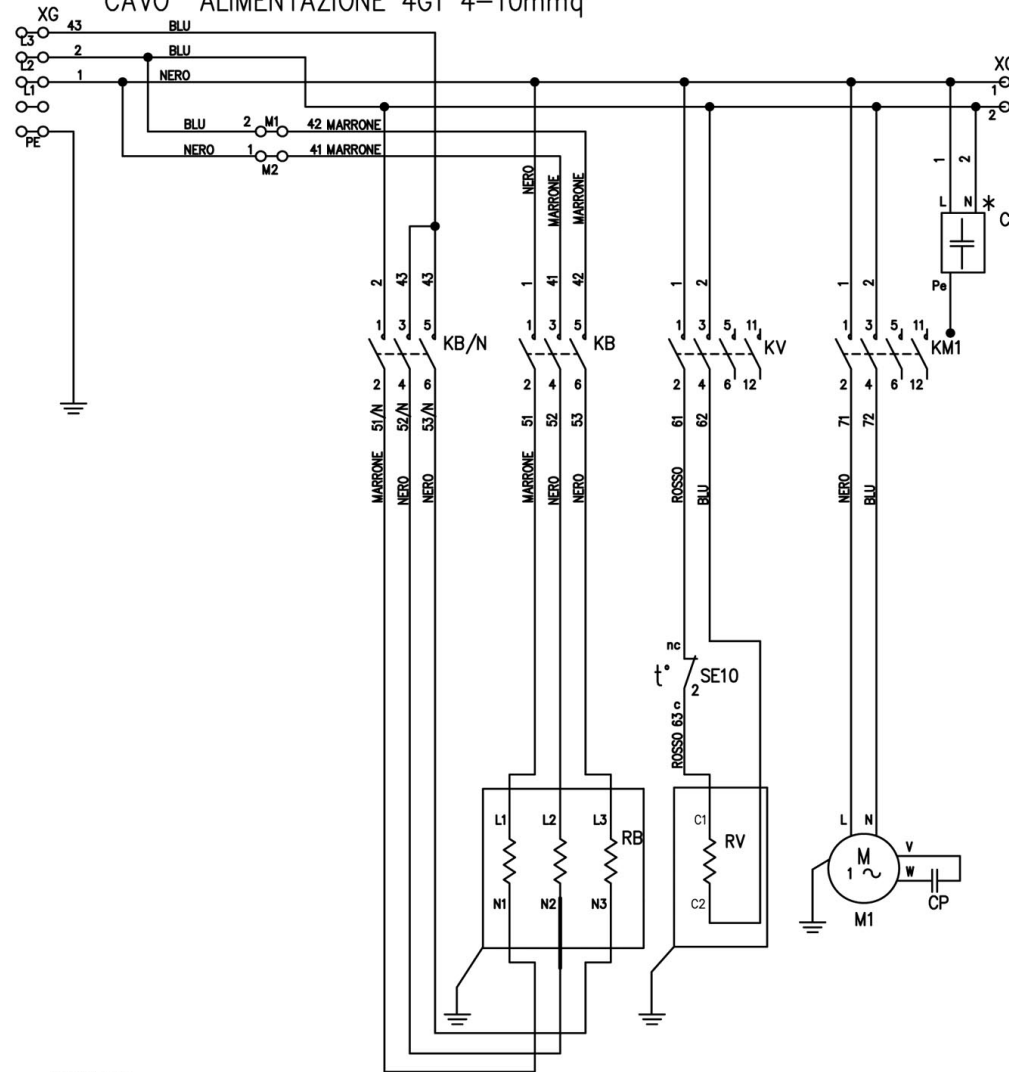 CAVO ALIMENTAZIONE 4G1 4-10mmq
XG
43 BLU
L3
2 BLU
L2
1 NERO
L1
XG
1
2
BLU 2 M1 42 MARRONE
PE
NERO 1 41 MARRONE
M2
NERO
MARRONE
MARRONE
1 2
L N * C
Pe
2 43 43
1 41 42
1 2
1 2
1 3 5 KB/N
1 3 5 KB
1 3 5 11 KV
1 3 5 11 KM1
2 4 6
2 4 6
2 4 6 12
2 4 6 12
51/N 52/N 53/N
51 52 53
61 62
71 72
MARRONE NERO NERO
MARRONE NERO NERO
ROSSO BLU
NERO BLU
nc
t° SE10
2
c
ROSSO 63
L1 L2 L3 RB
N1 N2 N3
C1 RV
C2
L N
M
1 ~
V
W
CP
M1